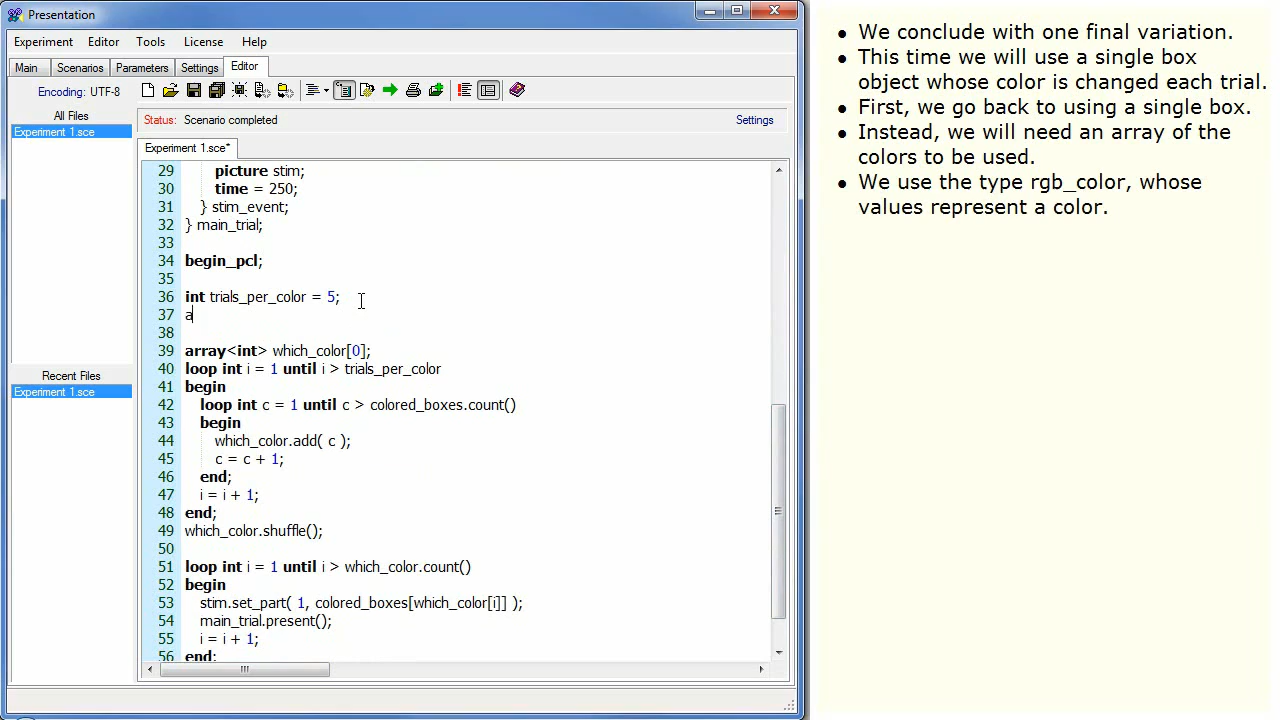 Presentation
Experiment Editor Tools License Help
Main Scenarios Parameters Settings Editor
Encoding: UTF-8
All Files
Experiment 1.sce
Recent Files
Experiment 1.sce
Status: Scenario completed Settings
Experiment 1.sce*
29 picture stim;
30 time = 250;
31 } stim_event;
32 } main_trial;
33
34 begin_pcl;
35
36 int trials_per_color = 5;
37 a
38
39 array<int> which_color[0];
40 loop int i = 1 until i > trials_per_color
41 begin
42 loop int c = 1 until c > colored_boxes.count()
43 begin
44 which_color.add( c );
45 c = c + 1;
46 end;
47 i = i + 1;
48 end;
49 which_color.shuffle();
50
51 loop int i = 1 until i > which_color.count()
52 begin
53 stim.set_part( 1, colored_boxes[which_color[i]] );
54 main_trial.present();
55 i = i + 1;
56 end;
• We conclude with one final variation.
• This time we will use a single box
object whose color is changed each trial.
• First, we go back to using a single box.
• Instead, we will need an array of the
colors to be used.
• We use the type rgb_color, whose
values represent a color.